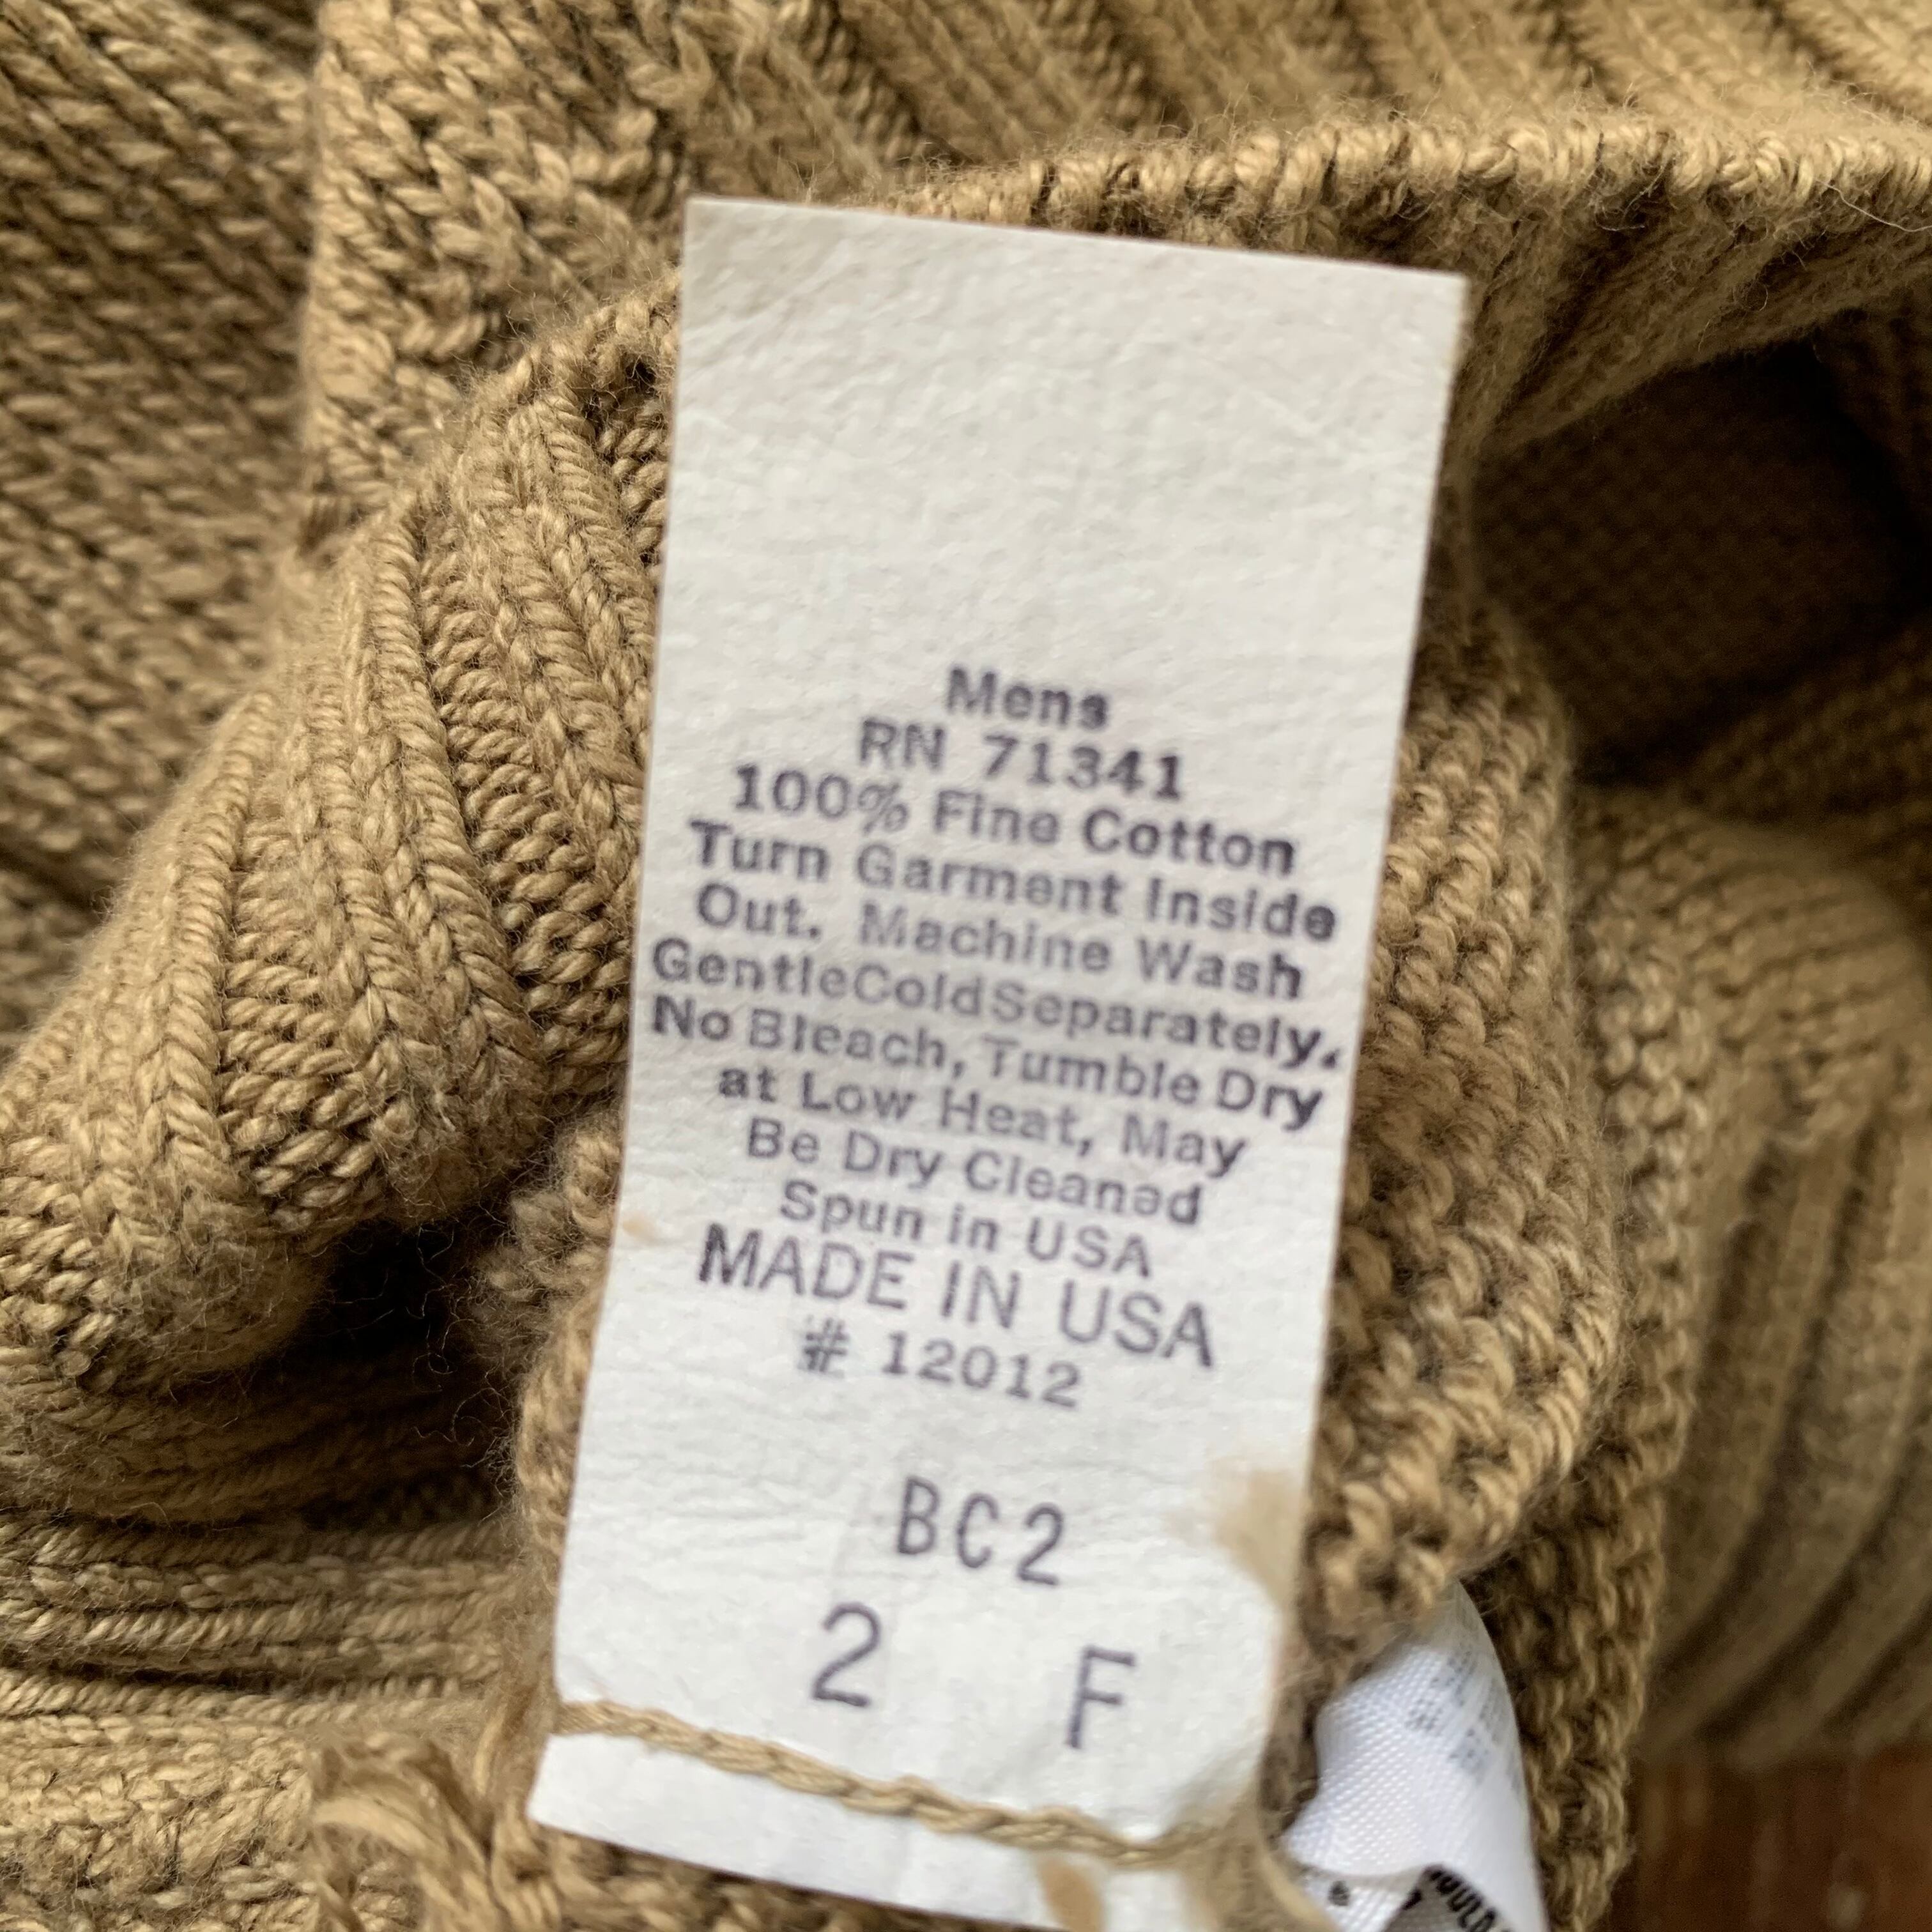 Mens
RN 71341
100% Fine Cotton
Turn Garment Inside
Out. Machine Wash
GentleColdSeparately.
No Bleach, Tumble Dry
at Low Heat, May
Be Dry Cleaned
Spun in USA
MADE IN USA
# 12012
BC2
2 F